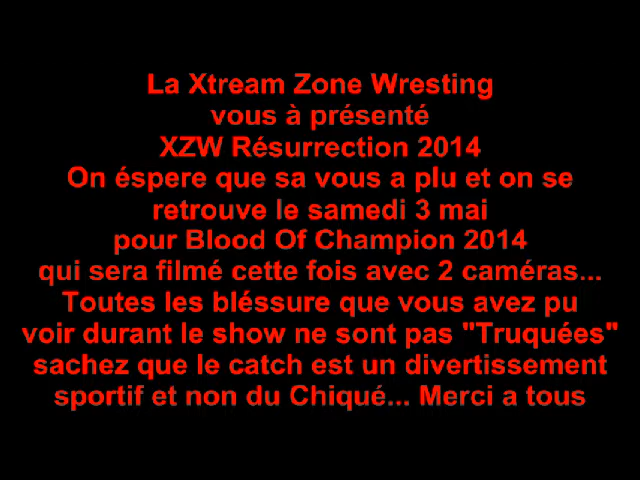 La Xtream Zone Wresting
vous à présenté
XZW Résurrection 2014
On éspere que sa vous a plu et on se
retrouve le samedi 3 mai
pour Blood Of Champion 2014
qui sera filmé cette fois avec 2 caméras...
Toutes les bléssure que vous avez pu
voir durant le show ne sont pas "Truquées"
sachez que le catch est un divertissement
sportif et non du Chiqué... Merci a tous